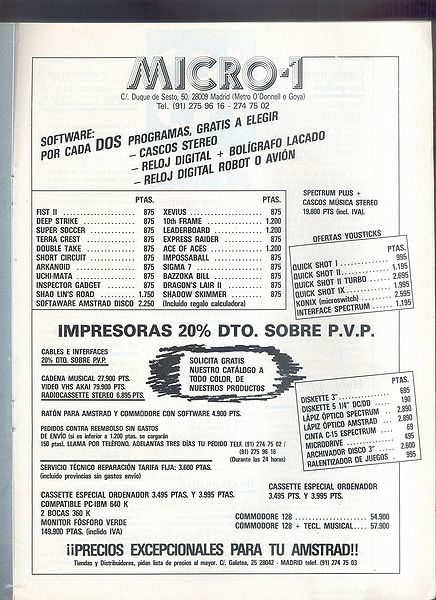 MICRO-1
C/. Duque de Sesto, 50. 28009 Madrid (Metro O'Donnell o Goya)
Tel. (91) 275 96 16 - 274 75 02
SOFTWARE:
POR CADA DOS PROGRAMAS, GRATIS A ELEGIR
– CASCOS STEREO
– RELOJ DIGITAL + BOLÍGRAFO LACADO
– RELOJ DIGITAL ROBOT O AVIÓN
PTAS.
FIST II 875
DEEP STRIKE 875
SUPER SOCCER 875
TERRA CREST 875
DOUBLE TAKE 875
SHORT CIRCUIT 875
ARKANOID 875
UCHI-MATA 875
INSPECTOR GADGET 875
SHAO LIN'S ROAD 1.750
SOFTAWARE AMSTRAD DISCO 2.250
PTAS.
XEVIUS 875
10th FRAME 1.200
LEADERBOARD 1.200
EXPRESS RAIDER 875
ACE OF ACES 1.200
IMPOSSABALL 875
SIGMA 7 875
BAZZOKA BILL 875
DRAGON'S LAIR II 875
SHADOW SKIMMER 875
(Incluido regalo calculadora)
SPECTRUM PLUS +
CASCOS MÚSICA STEREO
19.800 PTS (incl. IVA).
OFERTAS YOUSTICKS
PTAS.
QUICK SHOT I 995
QUICK SHOT II 1.195
QUICK SHOT II TURBO 2.695
QUICK SHOT IX 1.995
KONIX (microswitch) 2.595
INTERFACE SPECTRUM 1.195
IMPRESORAS 20% DTO. SOBRE P.V.P.
CABLES E INTERFACES
20% DTO. SOBRE P.V.P.
CADENA MUSICAL 27.900 PTS.
VIDEO VHS AKAI 79.900 PTS.
RADIOCASSETTE STEREO 6.895 PTS.
SOLICITA GRATIS
NUESTRO CATÁLOGO A
TODO COLOR, DE
NUESTROS PRODUCTOS
RATÓN PARA AMSTRAD Y COMMODORE CON SOFTWARE 4.900 PTS.
PEDIDOS CONTRA REEMBOLSO SIN GASTOS
DE ENVÍO (si es inferior a 1.200 ptas. se cargarán
150 ptas). LLAMA POR TELÉFONO. ADELANTAS TRES DÍAS TU PEDIDO TELF. (91) 274 75 02 /
(91) 275 96 16
(Durante las 24 horas)
PTAS.
DISKETTE 3" 695
DISKETTE 5 1/4" DC/DD 190
LÁPIZ ÓPTICO SPECTRUM 2.890
LÁPIZ ÓPTICO AMSTRAD 2.890
CINTA C-15 ESPECTRUM 69
MICRODRIVE 495
ARCHIVADOR DISCO 3" 2.600
RALENTIZADOR DE JUEGOS 995
SERVICIO TÉCNICO REPARACIÓN TARIFA FIJA: 3.600 PTAS.
(incluido provincias sin gastos envío)
CASSETTE ESPECIAL ORDENADOR 3.495 PTAS. Y 3.995 PTAS.
COMPATIBLE PC-IBM 640 K
2 BOCAS 360 K
MONITOR FÓSFORO VERDE
149.900 PTAS. (inclido IVA)
CASSETTE ESPECIAL ORDENADOR
3.495 PTS. Y 3.995 PTS.
COMMODORE 128 54.900
COMMODORE 128 + TECL. MUSICAL 57.900
¡¡PRECIOS EXCEPCIONALES PARA TU AMSTRAD!!
Tiendas y Distribuidores, pidan lista de precios al mayor. C/. Galatea, 25 28042 - MADRID telef. (91) 274 75 03